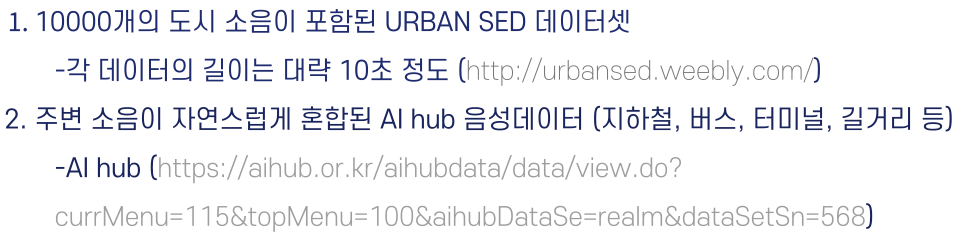 1. 10000개의 도시 소음이 포함된 URBAN SED 데이터셋
-각 데이터의 길이는 대략 10초 정도 (http://urbansed.weebly.com/)
2. 주변 소음이 자연스럽게 혼합된 AI hub 음성데이터 (지하철, 버스, 터미널, 길거리 등)
-AI hub (https://aihub.or.kr/aihubdata/data/view.do?
currMenu=115&topMenu=100&aihubDataSe=realm&dataSetSn=568)